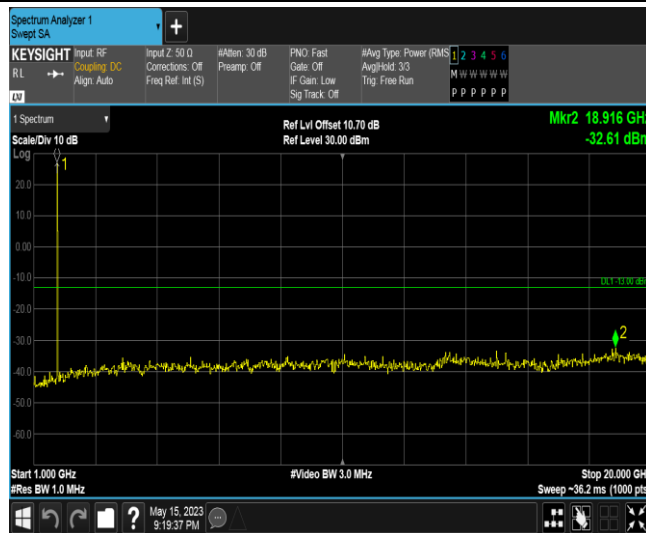 Spectrum Analyzer 1
Swept SA
+
KEYSIGHT
RL
LXI
Input: RF
Coupling: DC
Align: Auto
Input Z: 50 Ω
Corrections: Off
Freq Ref: Int (S)
#Atten: 30 dB
Preamp: Off
PNO: Fast
Gate: Off
IF Gain: Low
Sig Track: Off
#Avg Type: Power (RMS
Avg|Hold: 3/3
Trig: Free Run
1 2 3 4 5 6
M W W W W W
P P P P P P
1 Spectrum
Scale/Div 10 dB
Log
Ref Lvl Offset 10.70 dB
Ref Level 30.00 dBm
Mkr2 18.916 GHz
-32.61 dBm
1
20.0
10.0
0.00
-10.0
DL1 -13.00 dBm
-20.0
-30.0
2
-40.0
-50.0
-60.0
Start 1.000 GHz
#Res BW 1.0 MHz
#Video BW 3.0 MHz
Stop 20.000 GHz
Sweep ~36.2 ms (1000 pts)
?
May 15, 2023
9:19:37 PM